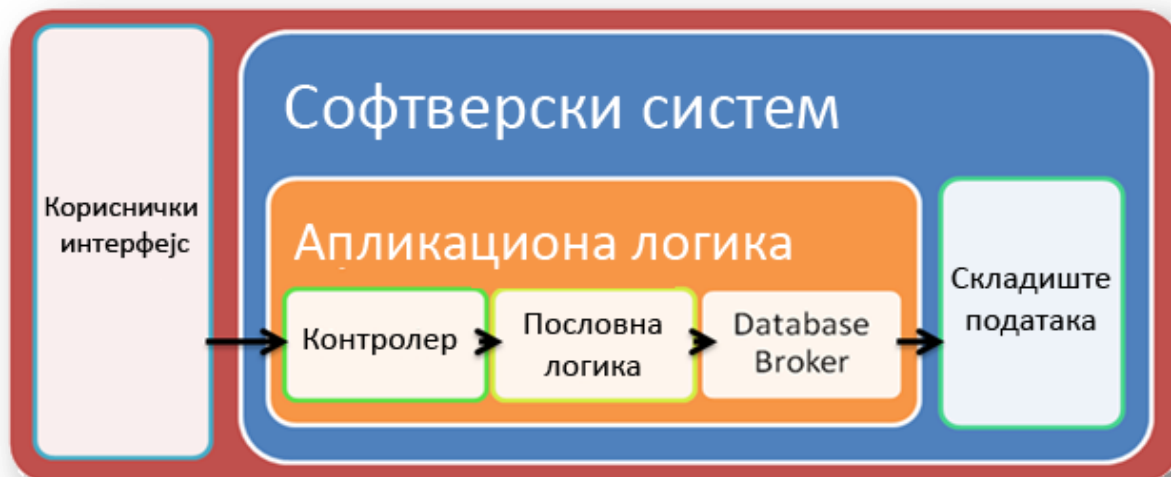 Софтверски систем
Кориснички
интерфејс
Апликациона логика
Контролер
Пословна
логика
Database
Broker
Складиште
података